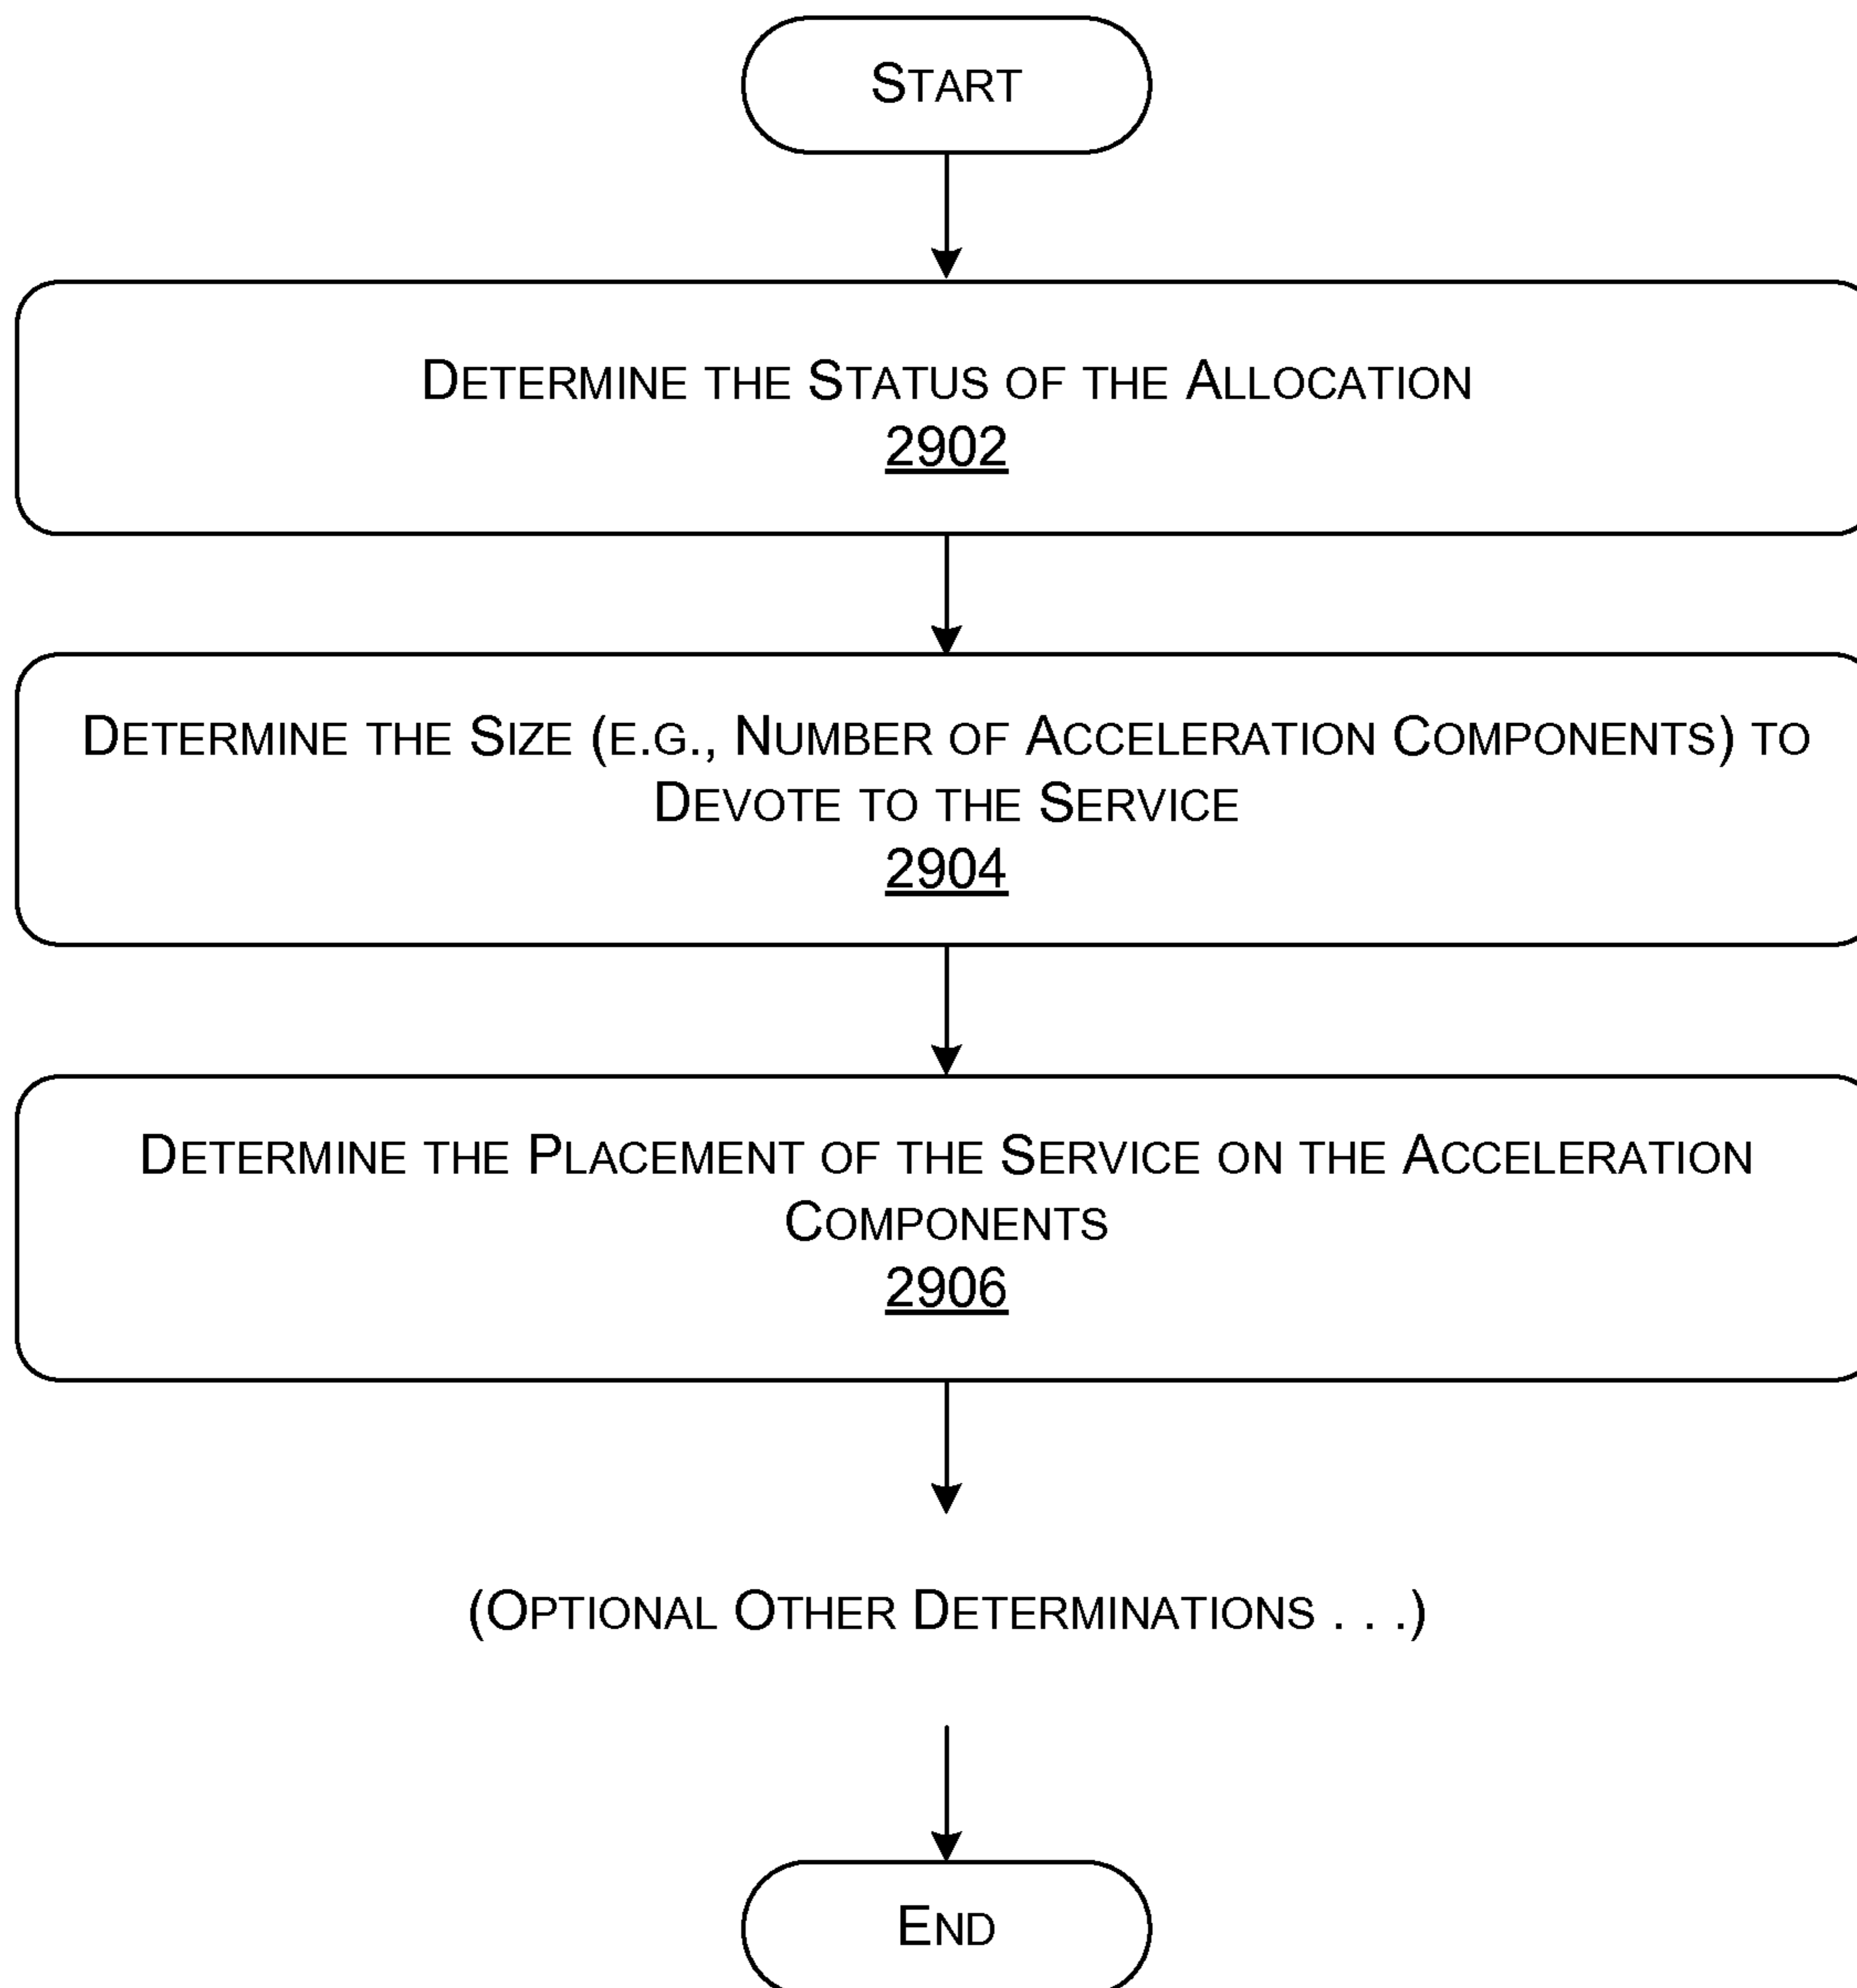 START
DETERMINE THE STATUS OF THE ALLOCATION
2902
DETERMINE THE SIZE (E.G., NUMBER OF ACCELERATION COMPONENTS) TO
DEVOTE TO THE SERVICE
2904
DETERMINE THE PLACEMENT OF THE SERVICE ON THE ACCELERATION
COMPONENTS
2906
(OPTIONAL OTHER DETERMINATIONS . . .)
END